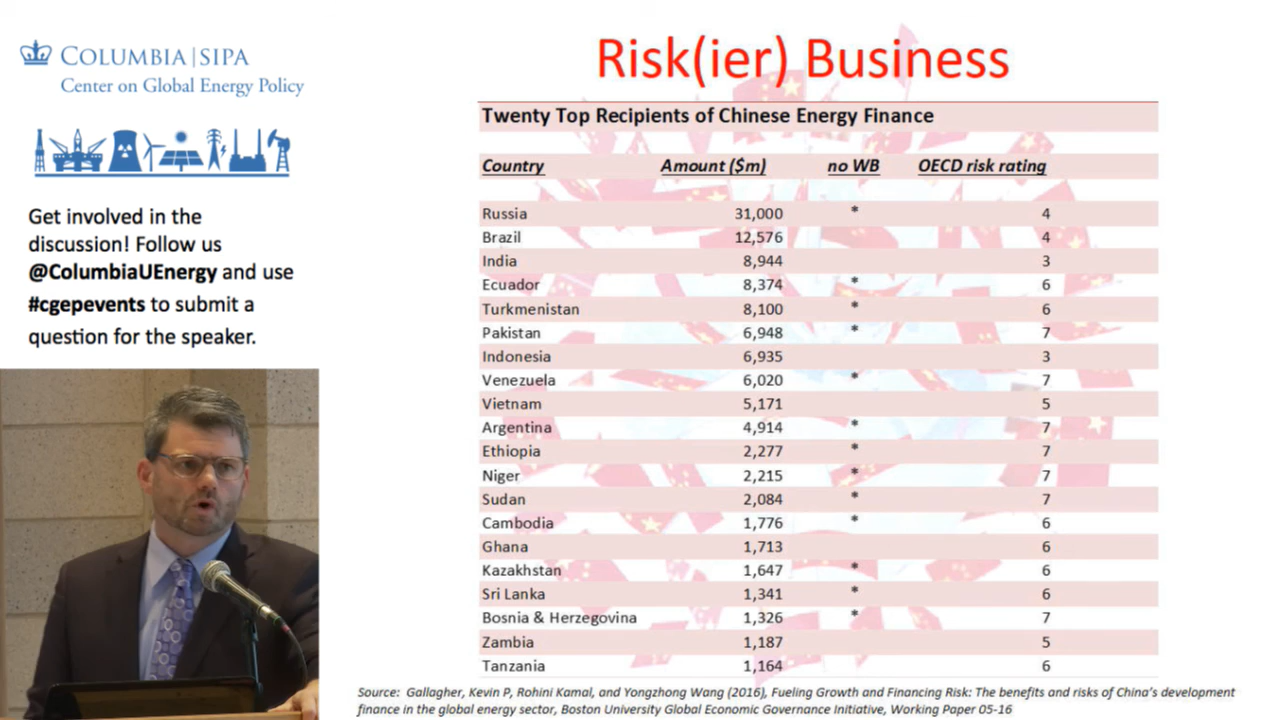 COLUMBIA | SIPA
Center on Global Energy Policy
Get involved in the
discussion! Follow us
@ColumbiaUEnergy and use
#cgepevents to submit a
question for the speaker.
Risk(ier) Business
Twenty Top Recipients of Chinese Energy Finance
Country Amount ($m) no WB OECD risk rating
Russia 31,000 * 4
Brazil 12,576 4
India 8,944 3
Ecuador 8,374 * 6
Turkmenistan 8,100 * 6
Pakistan 6,948 * 7
Indonesia 6,935 3
Venezuela 6,020 * 7
Vietnam 5,171 5
Argentina 4,914 * 7
Ethiopia 2,277 * 7
Niger 2,215 * 7
Sudan 2,084 * 7
Cambodia 1,776 * 6
Ghana 1,713 6
Kazakhstan 1,647 * 6
Sri Lanka 1,341 * 6
Bosnia & Herzegovina 1,326 * 7
Zambia 1,187 5
Tanzania 1,164 6
Source: Gallagher, Kevin P, Rohini Kamal, and Yongzhong Wang (2016), Fueling Growth and Financing Risk: The benefits and risks of China's development
finance in the global energy sector, Boston University Global Economic Governance Initiative, Working Paper 05-16